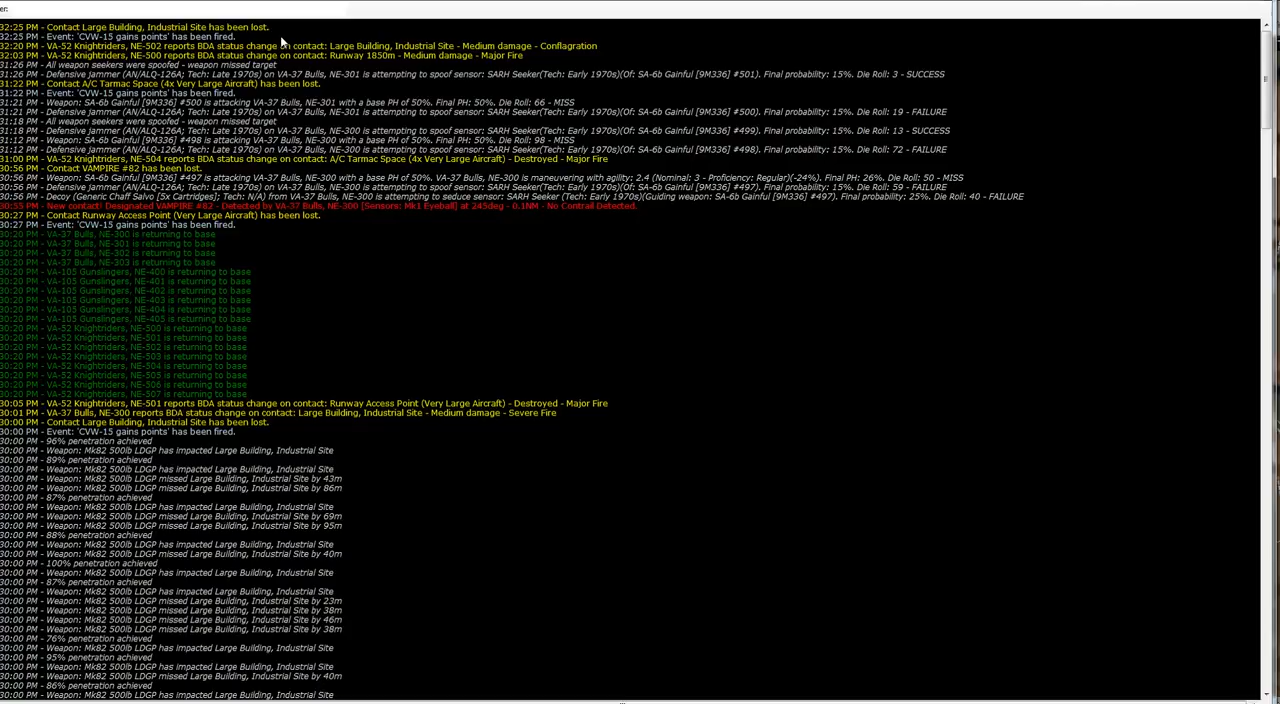 er:
32:25 PM - Contact Large Building, Industrial Site has been lost.
32:25 PM - Event: 'CVW-15 gains points' has been fired.
32:20 PM - VA-52 Knightriders, NE-502 reports BDA status change on contact: Large Building, Industrial Site - Medium damage - Conflagration
32:03 PM - VA-52 Knightriders, NE-500 reports BDA status change on contact: Runway 1850m - Medium damage - Major Fire
31:26 PM - All weapon seekers were spoofed - weapon missed target
31:26 PM - Defensive jammer (AN/ALQ-126A; Tech: Late 1970s) on VA-37 Bulls, NE-301 is attempting to spoof sensor: SARH Seeker(Tech: Early 1970s)(Of: SA-6b Gainful [9M336] #501). Final probability: 15%. Die Roll: 3 - SUCCESS
31:22 PM - Contact A/C Tarmac Space (4x Very Large Aircraft) has been lost.
31:22 PM - Event: 'CVW-15 gains points' has been fired.
31:21 PM - Weapon: SA-6b Gainful [9M336] #500 is attacking VA-37 Bulls, NE-301 with a base PH of 50%. Final PH: 50%. Die Roll: 66 - MISS
31:21 PM - Defensive jammer (AN/ALQ-126A; Tech: Late 1970s) on VA-37 Bulls, NE-301 is attempting to spoof sensor: SARH Seeker(Tech: Early 1970s)(Of: SA-6b Gainful [9M336] #500). Final probability: 15%. Die Roll: 19 - FAILURE
31:18 PM - All weapon seekers were spoofed - weapon missed target
31:18 PM - Defensive jammer (AN/ALQ-126A; Tech: Late 1970s) on VA-37 Bulls, NE-300 is attempting to spoof sensor: SARH Seeker(Tech: Early 1970s)(Of: SA-6b Gainful [9M336] #499). Final probability: 15%. Die Roll: 13 - SUCCESS
31:12 PM - Weapon: SA-6b Gainful [9M336] #498 is attacking VA-37 Bulls, NE-300 with a base PH of 50%. Final PH: 50%. Die Roll: 98 - MISS
31:12 PM - Defensive jammer (AN/ALQ-126A; Tech: Late 1970s) on VA-37 Bulls, NE-300 is attempting to spoof sensor: SARH Seeker(Tech: Early 1970s)(Of: SA-6b Gainful [9M336] #498). Final probability: 15%. Die Roll: 72 - FAILURE
31:00 PM - VA-52 Knightriders, NE-504 reports BDA status change on contact: A/C Tarmac Space (4x Very Large Aircraft) - Destroyed - Major Fire
30:56 PM - Contact VAMPIRE #82 has been lost.
30:56 PM - Weapon: SA-6b Gainful [9M336] #497 is attacking VA-37 Bulls, NE-300 with a base PH of 50%. VA-37 Bulls, NE-300 is maneuvering with agility: 2.4 (Nominal: 3 - Proficiency: Regular)(-24%). Final PH: 26%. Die Roll: 50 - MISS
30:56 PM - Defensive jammer (AN/ALQ-126A; Tech: Late 1970s) on VA-37 Bulls, NE-300 is attempting to spoof sensor: SARH Seeker(Tech: Early 1970s)(Of: SA-6b Gainful [9M336] #497). Final probability: 15%. Die Roll: 59 - FAILURE
30:56 PM - Decoy (Generic Chaff Salvo [5x Cartridges]; Tech: N/A) from VA-37 Bulls, NE-300 is attempting to seduce sensor: SARH Seeker (Tech: Early 1970s)(Guiding weapon: SA-6b Gainful [9M336] #497). Final probability: 25%. Die Roll: 40 - FAILURE
30:55 PM - New contact! Designated VAMPIRE #82 - Detected by VA-37 Bulls, NE-300 [Sensors: Mk1 Eyeball] at 245deg - 0.1NM - No Contrail Detected.
30:27 PM - Contact Runway Access Point (Very Large Aircraft) has been lost.
30:27 PM - Event: 'CVW-15 gains points' has been fired.
30:20 PM - VA-37 Bulls, NE-300 is returning to base
30:20 PM - VA-37 Bulls, NE-301 is returning to base
30:20 PM - VA-37 Bulls, NE-302 is returning to base
30:20 PM - VA-37 Bulls, NE-303 is returning to base
30:20 PM - VA-105 Gunslingers, NE-400 is returning to base
30:20 PM - VA-105 Gunslingers, NE-401 is returning to base
30:20 PM - VA-105 Gunslingers, NE-402 is returning to base
30:20 PM - VA-105 Gunslingers, NE-403 is returning to base
30:20 PM - VA-105 Gunslingers, NE-404 is returning to base
30:20 PM - VA-105 Gunslingers, NE-405 is returning to base
30:20 PM - VA-52 Knightriders, NE-500 is returning to base
30:20 PM - VA-52 Knightriders, NE-501 is returning to base
30:20 PM - VA-52 Knightriders, NE-502 is returning to base
30:20 PM - VA-52 Knightriders, NE-503 is returning to base
30:20 PM - VA-52 Knightriders, NE-504 is returning to base
30:20 PM - VA-52 Knightriders, NE-505 is returning to base
30:20 PM - VA-52 Knightriders, NE-506 is returning to base
30:20 PM - VA-52 Knightriders, NE-507 is returning to base
30:05 PM - VA-52 Knightriders, NE-501 reports BDA status change on contact: Runway Access Point (Very Large Aircraft) - Destroyed - Major Fire
30:01 PM - VA-37 Bulls, NE-300 reports BDA status change on contact: Large Building, Industrial Site - Medium damage - Severe Fire
30:00 PM - Contact Large Building, Industrial Site has been lost.
30:00 PM - Event: 'CVW-15 gains points' has been fired.
30:00 PM - 96% penetration achieved
30:00 PM - Weapon: Mk82 500lb LDGP has impacted Large Building, Industrial Site
30:00 PM - 89% penetration achieved
30:00 PM - Weapon: Mk82 500lb LDGP has impacted Large Building, Industrial Site
30:00 PM - Weapon: Mk82 500lb LDGP missed Large Building, Industrial Site by 43m
30:00 PM - Weapon: Mk82 500lb LDGP missed Large Building, Industrial Site by 86m
30:00 PM - 87% penetration achieved
30:00 PM - Weapon: Mk82 500lb LDGP has impacted Large Building, Industrial Site
30:00 PM - Weapon: Mk82 500lb LDGP missed Large Building, Industrial Site by 69m
30:00 PM - Weapon: Mk82 500lb LDGP missed Large Building, Industrial Site by 95m
30:00 PM - 88% penetration achieved
30:00 PM - Weapon: Mk82 500lb LDGP has impacted Large Building, Industrial Site
30:00 PM - Weapon: Mk82 500lb LDGP missed Large Building, Industrial Site by 40m
30:00 PM - 100% penetration achieved
30:00 PM - Weapon: Mk82 500lb LDGP has impacted Large Building, Industrial Site
30:00 PM - 87% penetration achieved
30:00 PM - Weapon: Mk82 500lb LDGP has impacted Large Building, Industrial Site
30:00 PM - Weapon: Mk82 500lb LDGP missed Large Building, Industrial Site by 23m
30:00 PM - Weapon: Mk82 500lb LDGP missed Large Building, Industrial Site by 38m
30:00 PM - Weapon: Mk82 500lb LDGP missed Large Building, Industrial Site by 46m
30:00 PM - Weapon: Mk82 500lb LDGP missed Large Building, Industrial Site by 38m
30:00 PM - 76% penetration achieved
30:00 PM - Weapon: Mk82 500lb LDGP has impacted Large Building, Industrial Site
30:00 PM - 95% penetration achieved
30:00 PM - Weapon: Mk82 500lb LDGP has impacted Large Building, Industrial Site
30:00 PM - Weapon: Mk82 500lb LDGP missed Large Building, Industrial Site by 40m
30:00 PM - 86% penetration achieved
30:00 PM - Weapon: Mk82 500lb LDGP has impacted Large Building, Industrial Site